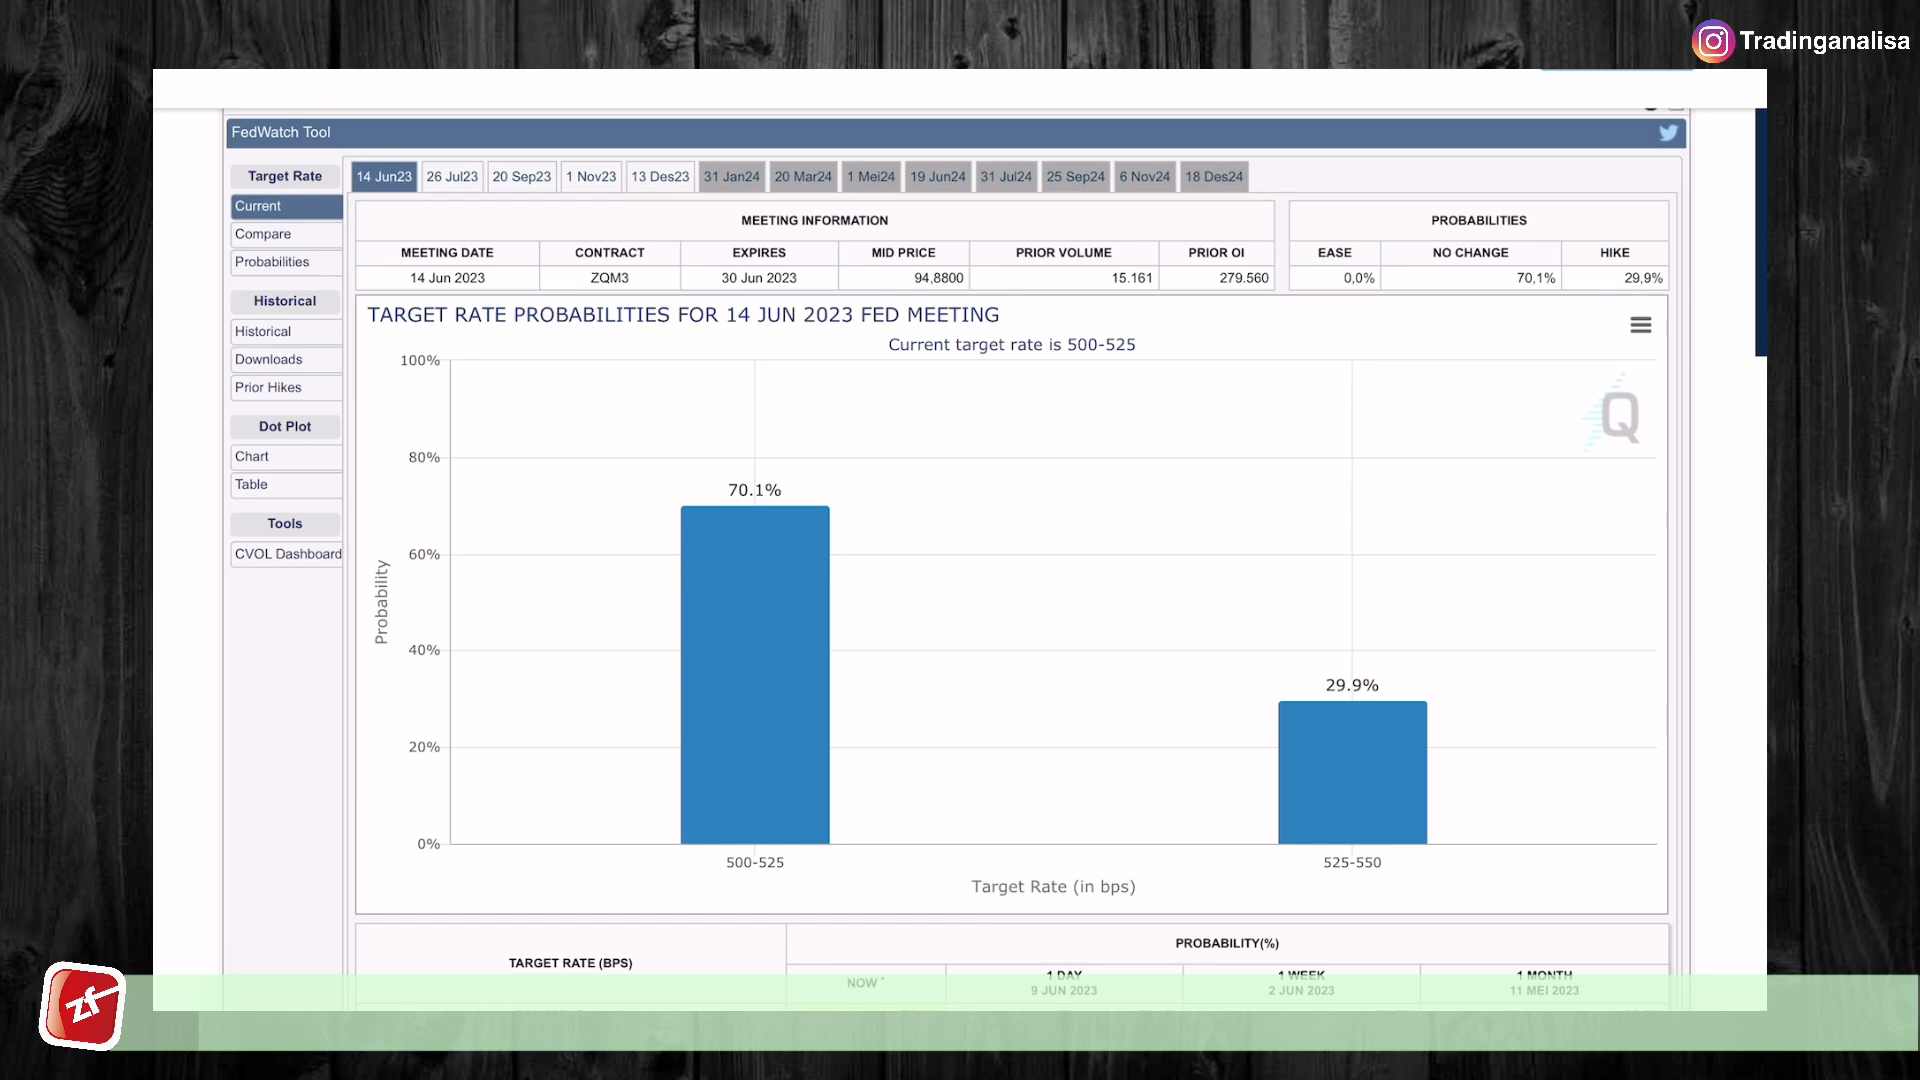 Tradinganalisa
FedWatch Tool
Target Rate
Current
Compare
Probabilities
Historical
Historical
Downloads
Prior Hikes
Dot Plot
Chart
Table
Tools
CVOL Dashboard
14 Jun23 26 Jul23 20 Sep23 1 Nov23 13 Des23 31 Jan24 20 Mar24 1 Mei24 19 Jun24 31 Jul24 25 Sep24 6 Nov24 18 Des24
MEETING INFORMATION
MEETING DATE CONTRACT EXPIRES MID PRICE PRIOR VOLUME PRIOR OI
14 Jun 2023 ZQM3 30 Jun 2023 94,8800 15.161 279.560
PROBABILITIES
EASE NO CHANGE HIKE
0,0% 70,1% 29,9%
TARGET RATE PROBABILITIES FOR 14 JUN 2023 FED MEETING
Current target rate is 500-525
100%
80%
60%
40%
20%
0%
Probability
70.1%
29.9%
Q
500-525 525-550
Target Rate (in bps)
TARGET RATE (BPS)
PROBABILITY(%)
NOW * 1 DAY 1 WEEK 1 MONTH
9 JUN 2023 2 JUN 2023 11 MEI 2023
zf